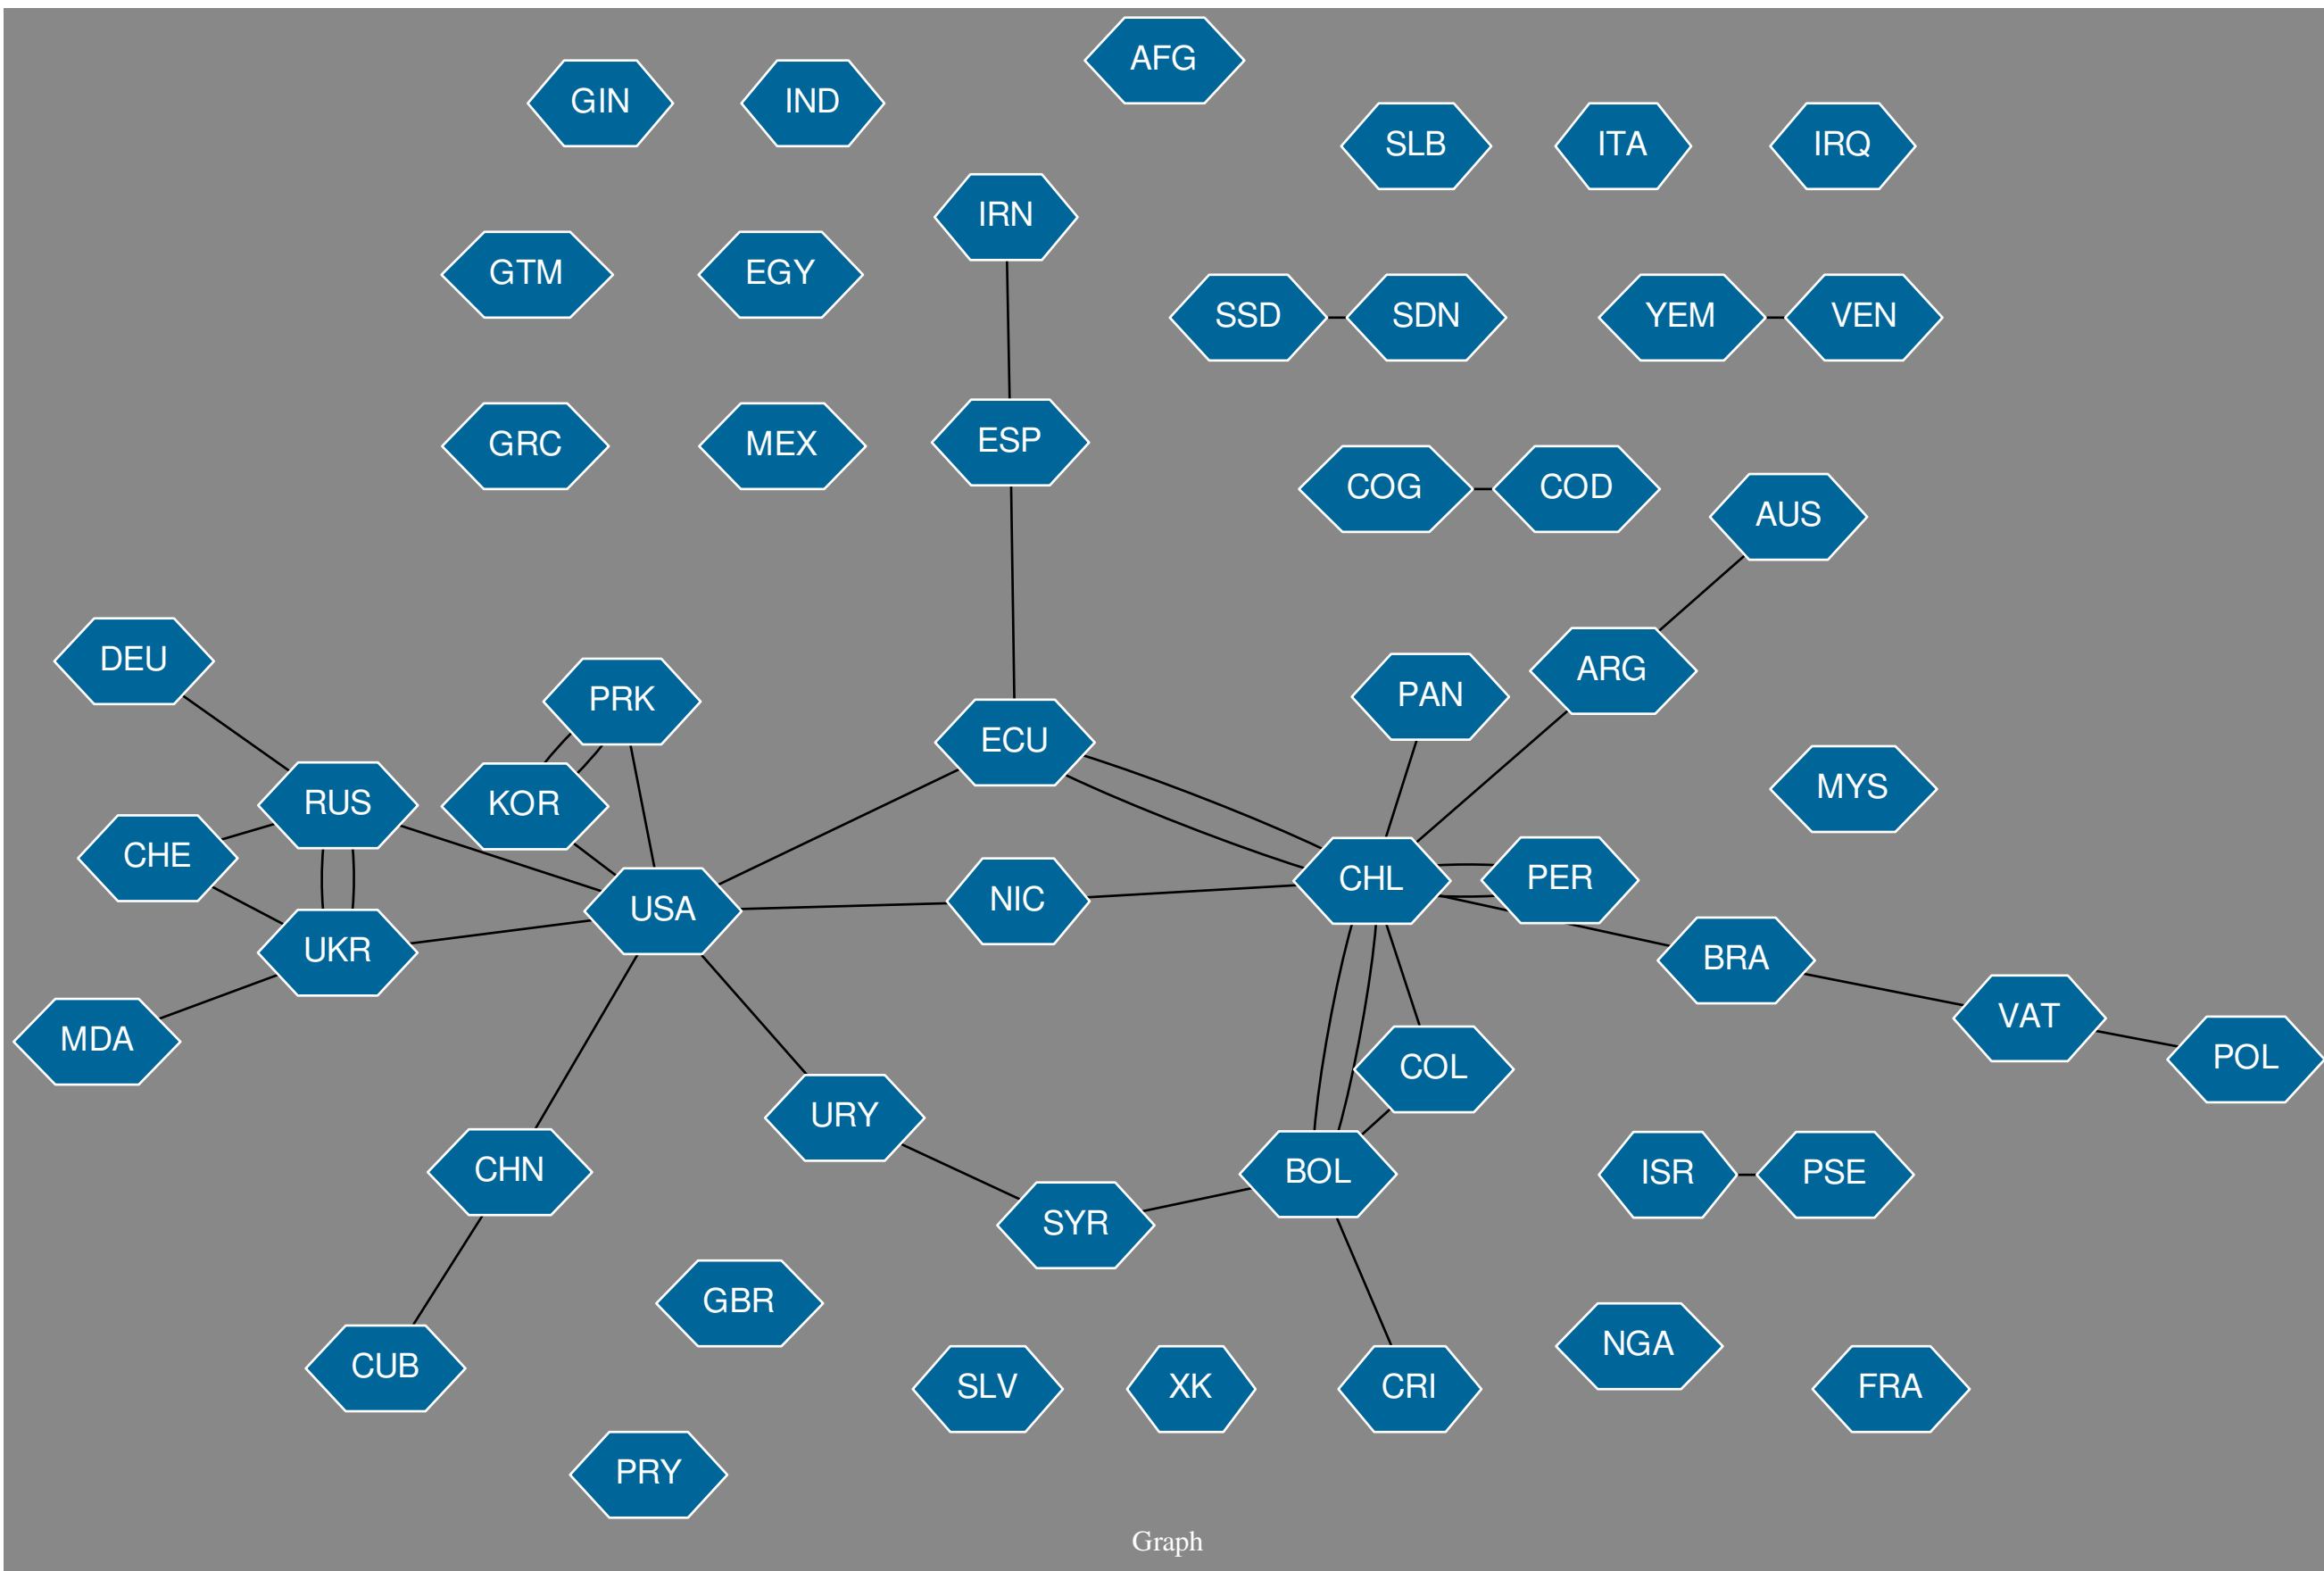 AFG
GIN
IND
SLB
ITA
IRQ
IRN
GTM
EGY
SSD
SDN
YEM
VEN
GRC
MEX
ESP
COG
COD
AUS
DEU
PRK
ECU
PAN
ARG
RUS
KOR
MYS
CHE
USA
NIC
CHL
PER
UKR
BRA
MDA
VAT
POL
COL
URY
CHN
SYR
BOL
ISR
PSE
GBR
CUB
SLV
XK
CRI
NGA
FRA
PRY
Graph